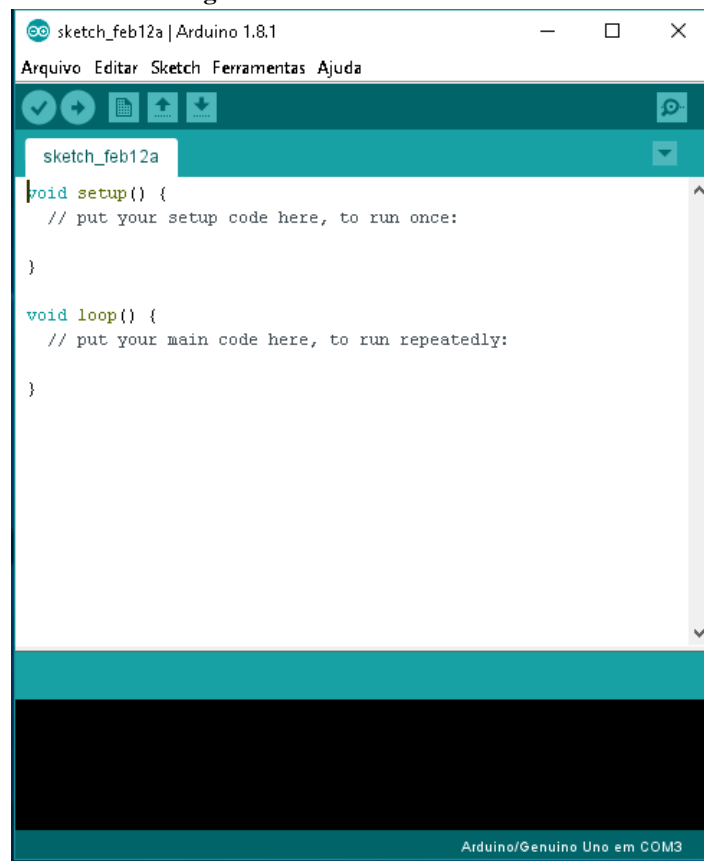 sketch_feb12a | Arduino 1.8.1
Arquivo Editar Sketch Ferramentas Ajuda
sketch_feb12a
void setup() {
  // put your setup code here, to run once:
}
void loop() {
  // put your main code here, to run repeatedly:
}
Arduino/Genuino Uno em COM3